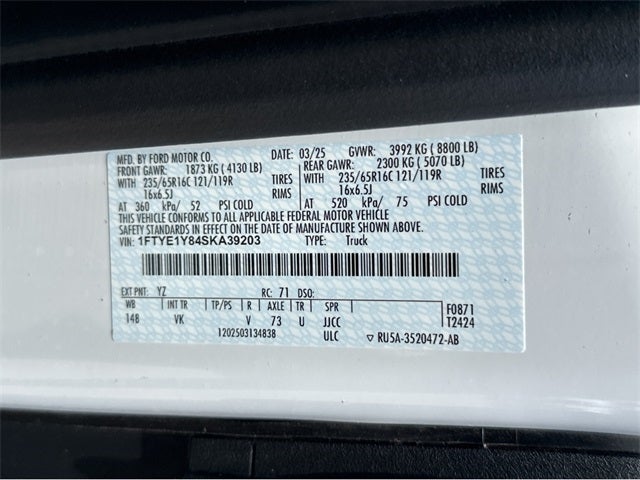 MFD. BY FORD MOTOR CO. DATE: 03/25 GVWR: 3992 KG ( 8800 LB)
FRONT GAWR: 1873 KG ( 4130 LB) REAR GAWR: 2300 KG ( 5070 LB)
WITH 235/65R16C 121/119R TIRES WITH 235/65R16C 121/119R TIRES
16x6.5J RIMS 16x6.5J RIMS
AT 360 kPa/ 52 PSI COLD AT 520 kPa/ 75 PSI COLD
THIS VEHICLE CONFORMS TO ALL APPLICABLE FEDERAL MOTOR VEHICLE
SAFETY AND THEFT PREVENTION STANDARDS IN EFFECT ON THE DATE OF MANUFACTURE SHOWN ABOVE.
VIN: 1FTYE1Y84SKA39203 TYPE: Truck
EXT PNT: YZ RC: 71 DSO:
WB INT TR TP/PS R AXLE TR SPR F0871
148 VK V 73 U JJCC T2424
1202503134838 ULC ▽ RU5A-3520472-AB